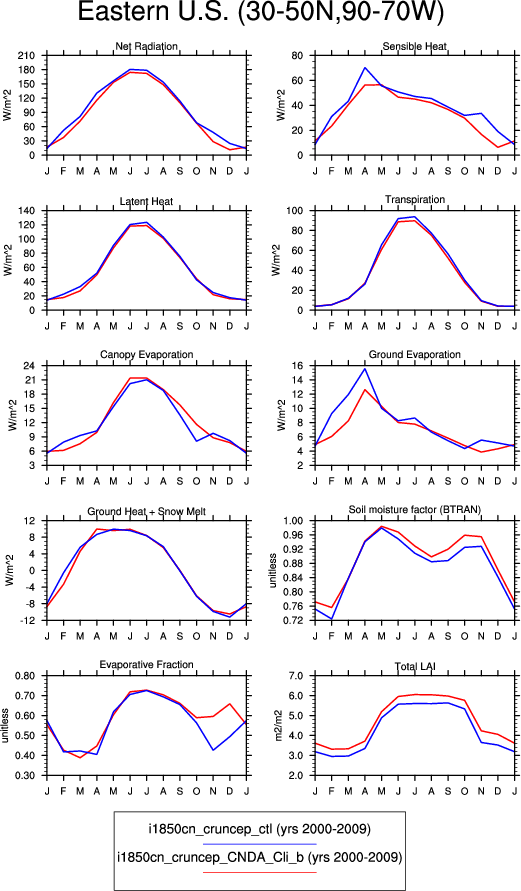 Eastern U.S. (30-50N,90-70W)
Net Radiation
W/m^2
210
180
150
120
90
60
30
0
J F M A M J J A S O N D J
Sensible Heat
W/m^2
80
60
40
20
0
J F M A M J J A S O N D J
Latent Heat
W/m^2
140
120
100
80
60
40
20
0
J F M A M J J A S O N D J
Transpiration
W/m^2
100
80
60
40
20
0
J F M A M J J A S O N D J
Canopy Evaporation
W/m^2
24
21
18
15
12
9
6
3
J F M A M J J A S O N D J
Ground Evaporation
W/m^2
16
14
12
10
8
6
4
2
J F M A M J J A S O N D J
Ground Heat + Snow Melt
W/m^2
12
8
4
0
-4
-8
-12
J F M A M J J A S O N D J
Soil moisture factor (BTRAN)
unitless
1.00
0.96
0.92
0.88
0.84
0.80
0.76
0.72
J F M A M J J A S O N D J
Evaporative Fraction
unitless
0.80
0.70
0.60
0.50
0.40
0.30
J F M A M J J A S O N D J
Total LAI
m2/m2
7.0
6.0
5.0
4.0
3.0
2.0
J F M A M J J A S O N D J
i1850cn_cruncep_ctl (yrs 2000-2009)
i1850cn_cruncep_CNDA_Cli_b (yrs 2000-2009)